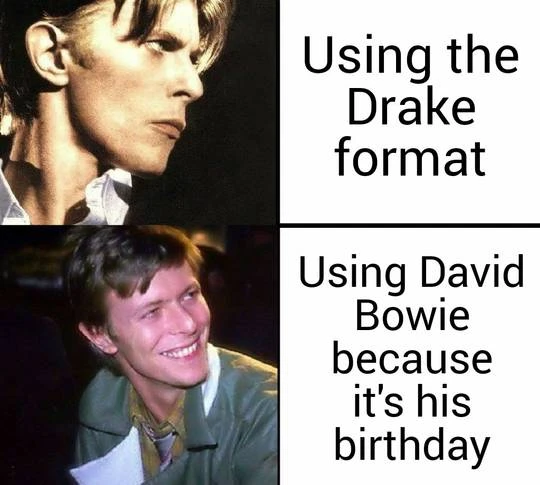 Using the
Drake
format
Using David
Bowie
because
it's his
birthday